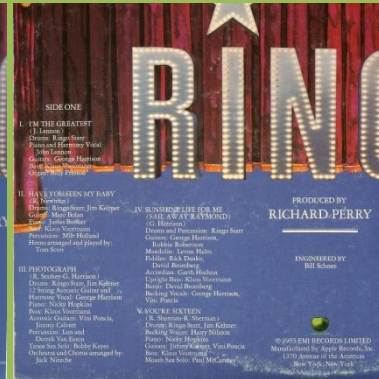 RING
SIDE ONE
I. I'M THE GREATEST
(J. Lennon)
Drums: Ringo Starr
Piano and Harmony Vocal:
John Lennon
Guitars: George Harrison
Bass: Klaus Voormann
Organ: Billy Preston
II. HAVE YOU SEEN MY BABY
(R. Newman)
Drums: Ringo Starr, Jim Keltner
Guitar: Marc Bolan
Piano: James Booker
Bass: Klaus Voormann
Percussion: Milt Holland
Horns arranged and played by:
Tom Scott
III. PHOTOGRAPH
(R. Starkey-G. Harrison)
Drums: Ringo Starr, Jim Keltner
12 String Acoustic Guitar and
Harmony Vocal: George Harrison
Piano: Nicky Hopkins
Bass: Klaus Voormann
Acoustic Guitars: Vini Poncia,
Jimmy Calvert
Percussion: Lon and
Derrek Van Eaton
Tenor Sax Solo: Bobby Keyes
Orchestra and Chorus arranged by:
Jack Nitzche
IV. SUNSHINE LIFE FOR ME
(SAIL AWAY RAYMOND)
(G. Harrison)
Drums and Percussion: Ringo Starr
Guitars: George Harrison,
Robbie Robertson
Mandolin: Levon Helm
Fiddles: Rick Danko,
David Bromberg
Accordian: Garth Hudson
Upright Bass: Klaus Voormann
Banjo: David Bromberg
Backing Vocals: George Harrison,
Vini Poncia
V. YOU'RE SIXTEEN
(R. Sherman-R. Sherman)
Drums: Ringo Starr, Jim Keltner
Backing Voices: Harry Nilsson
Piano: Nicky Hopkins
Guitars: Jimmy Calvert, Vini Poncia
Bass: Klaus Voormann
Mouth Sax Solo: Paul McCartney
PRODUCED BY
RICHARD PERRY
ENGINEERED BY
Bill Schnee
© 1973 EMI RECORDS LIMITED
Manufactured by Apple Records, Inc.
1370 Avenue of the Americas
New York, New York